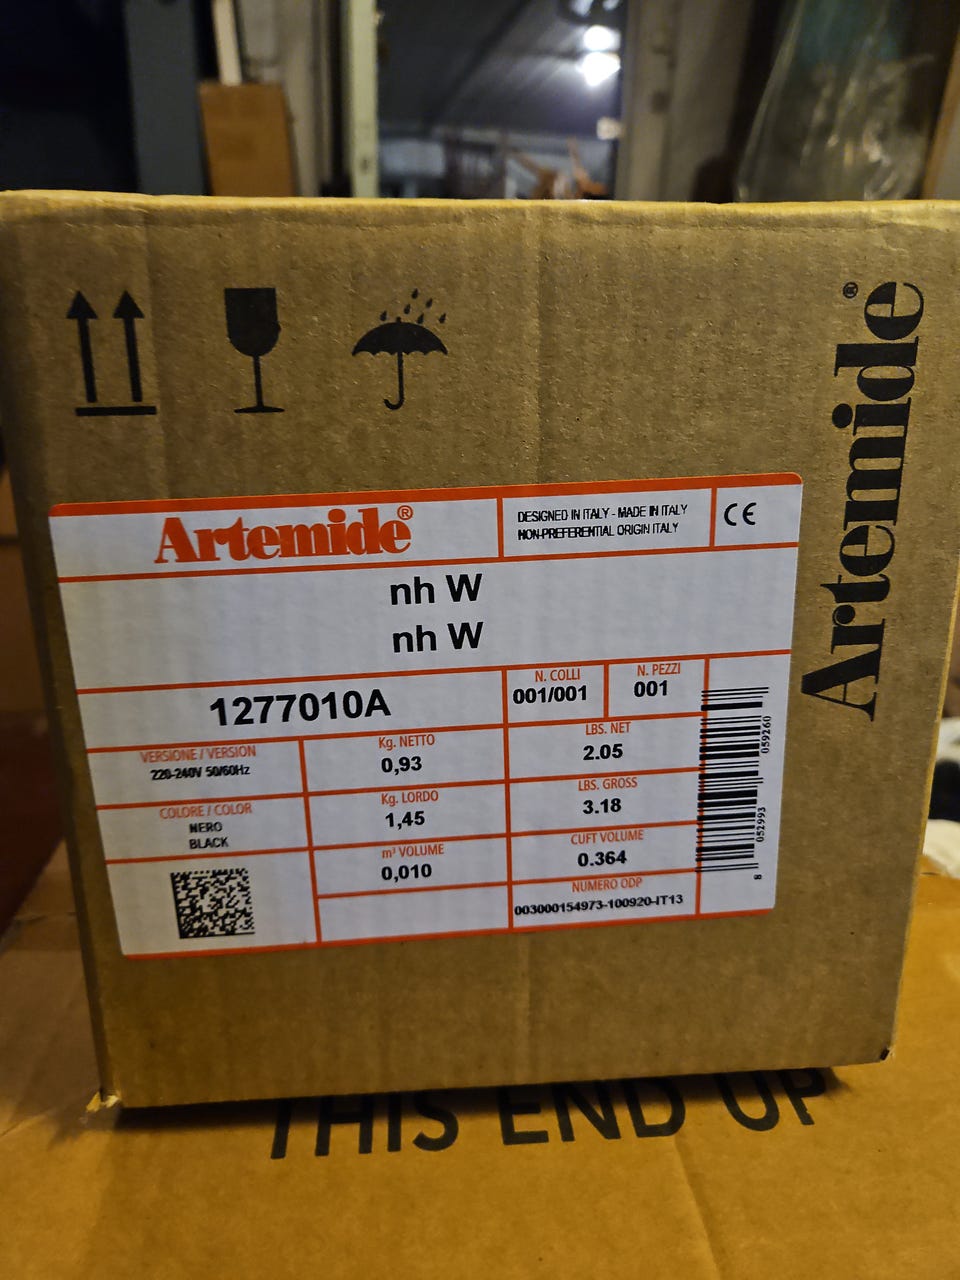 Artemide®
DESIGNED IN ITALY - MADE IN ITALY
NON-PREFERENTIAL ORIGIN ITALY
CE
nh W
nh W
1277010A
N. COLLI
001/001
N. PEZZI
001
VERSIONE / VERSION
220-240V 50/60Hz
Kg. NETTO
0,93
LBS. NET
2.05
COLORE / COLOR
NERO
BLACK
Kg. LORDO
1,45
LBS. GROSS
3.18
m³ VOLUME
0,010
CUFT VOLUME
0.364
NUMERO ODP
003000154973-100920-IT13
8 052993 059260
Artemide®
THIS END UP